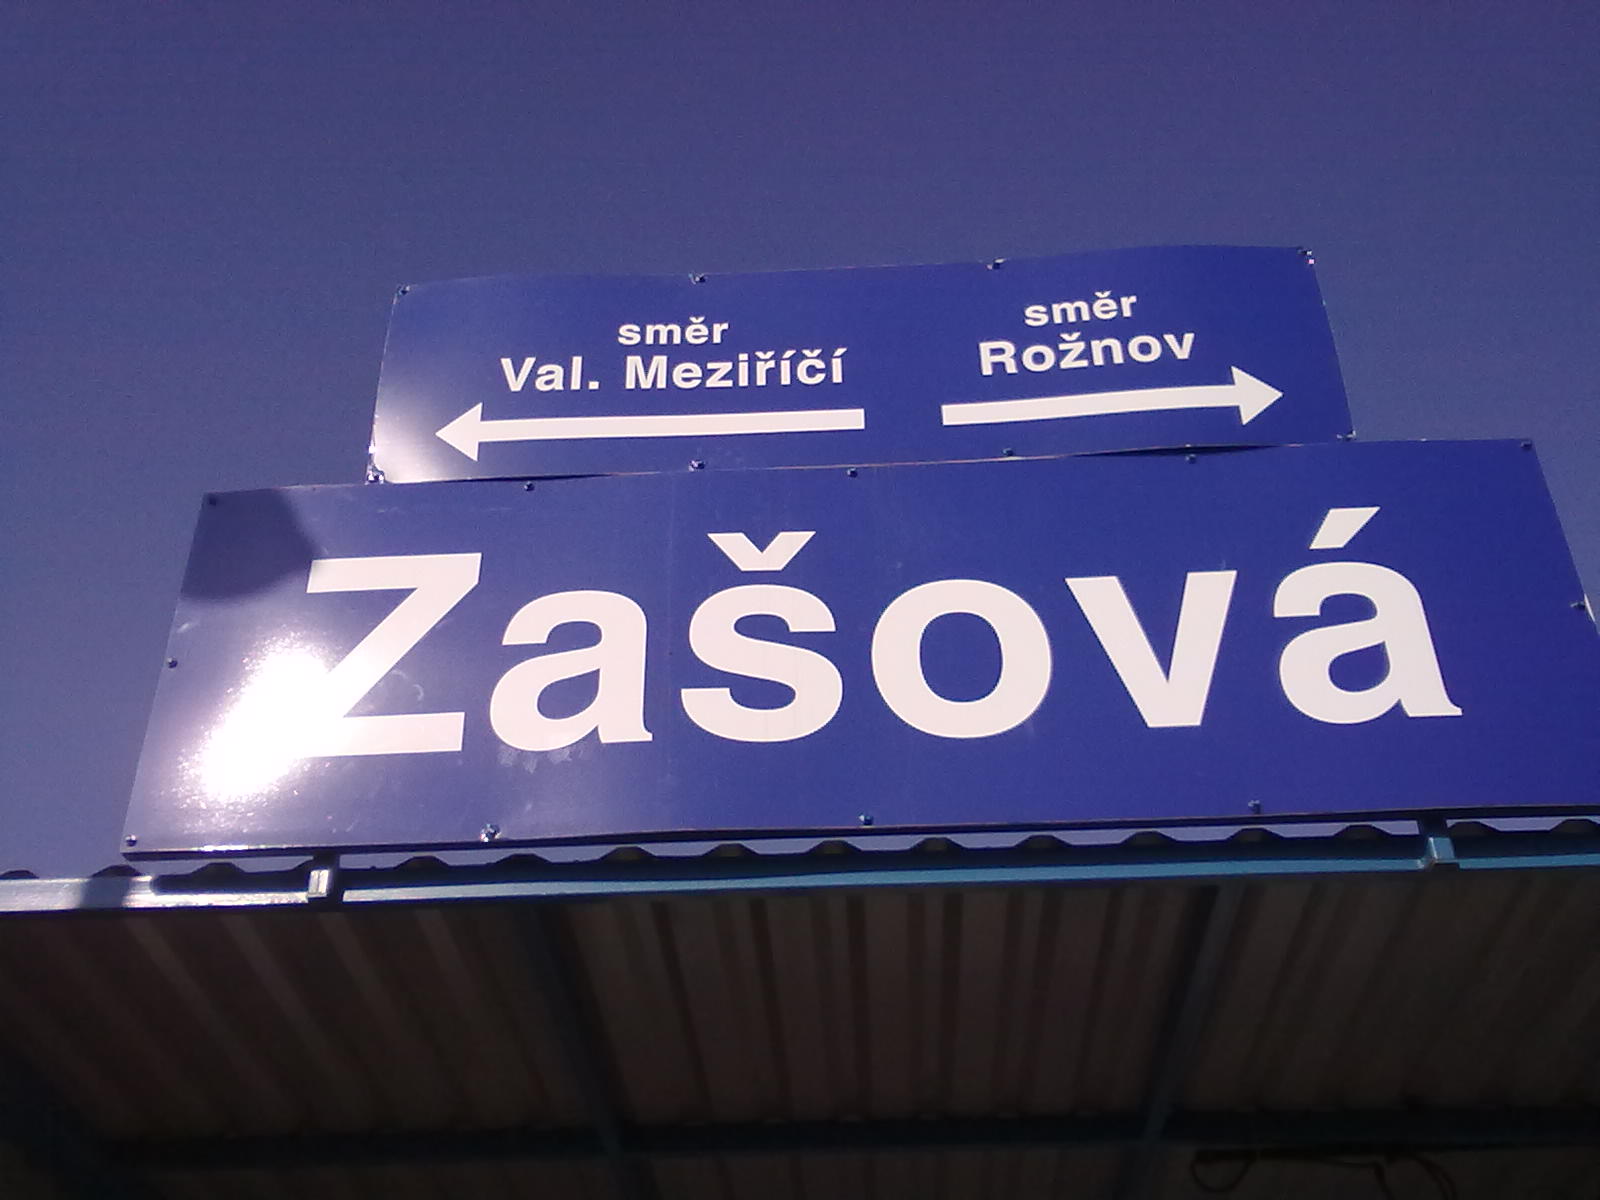 směr
Val. Meziříčí
směr
Rožnov
Zašová